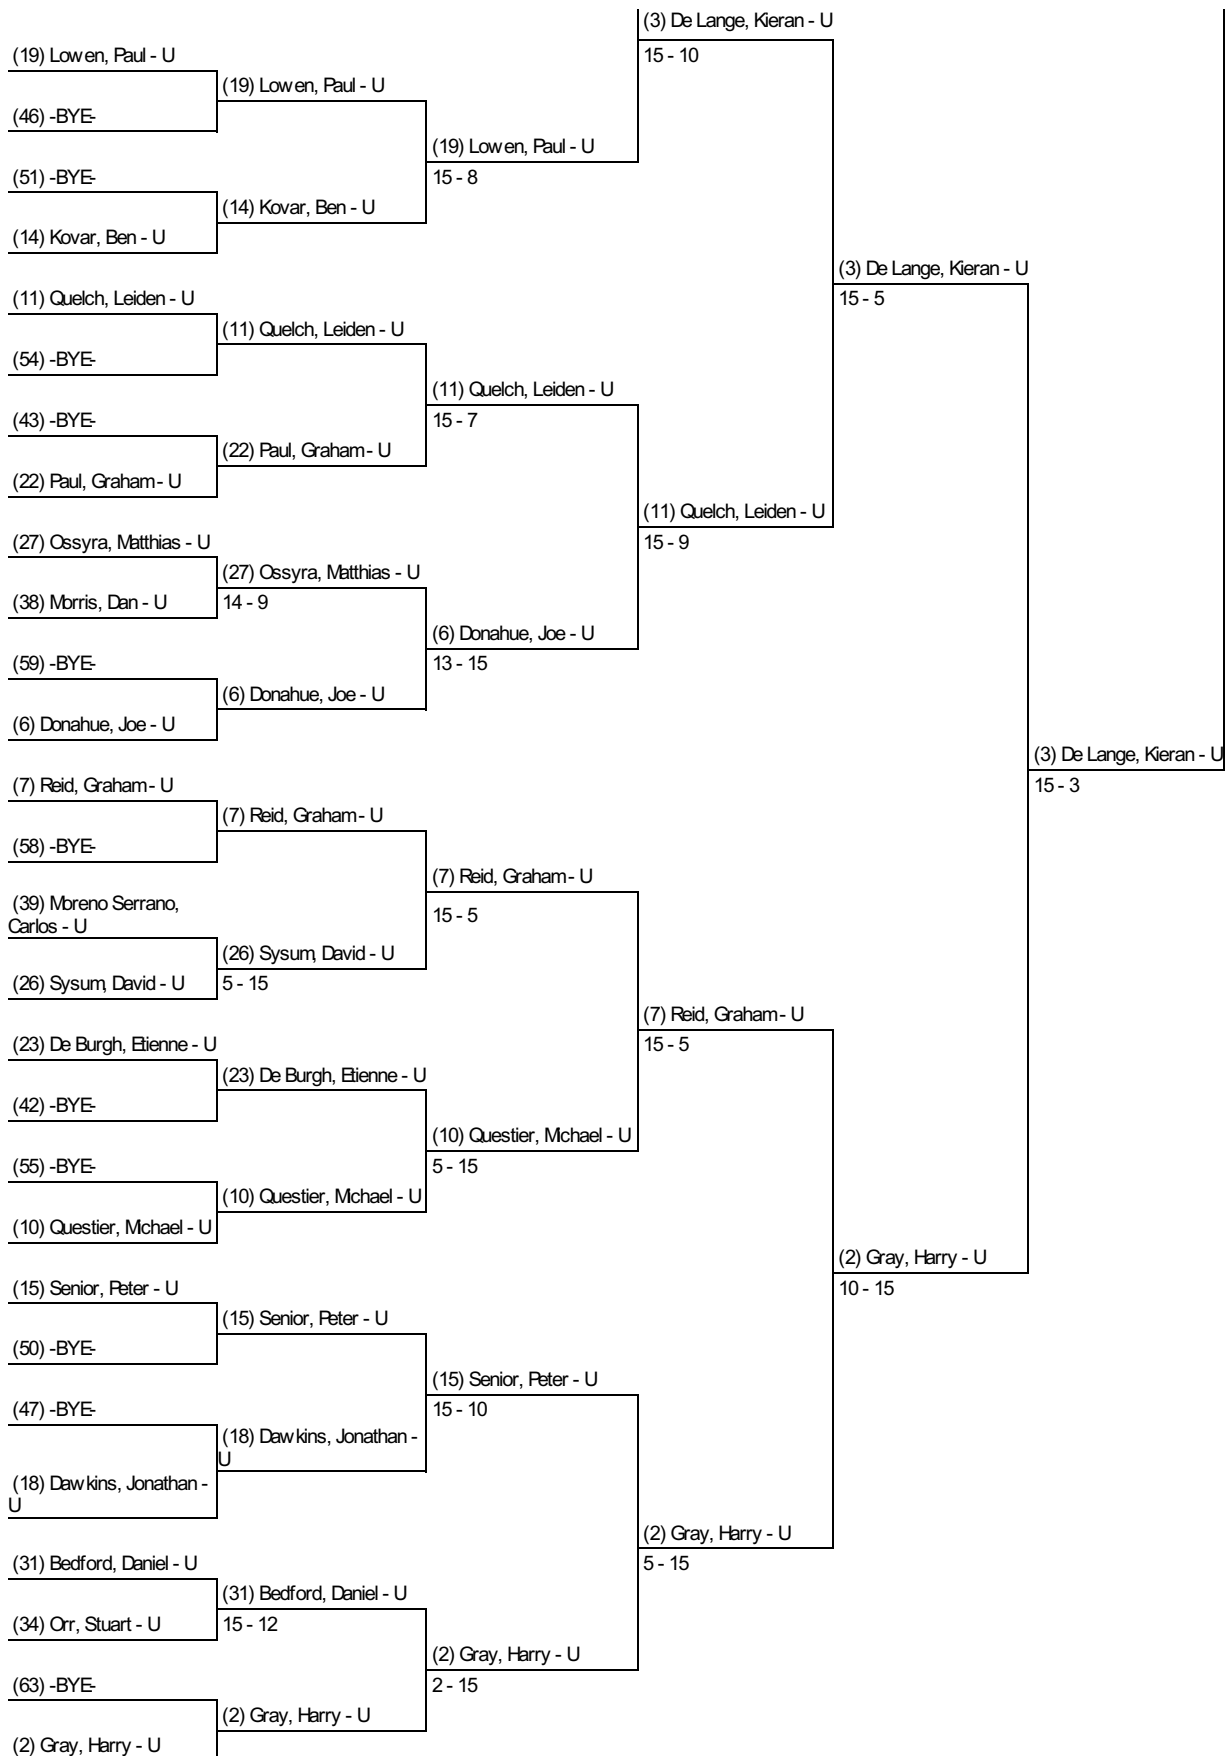 (3) De Lange, Kieran - U
15 - 10
(19) Lowen, Paul - U
(19) Lowen, Paul - U
(46) -BYE-
(19) Lowen, Paul - U
15 - 8
(51) -BYE-
(14) Kovar, Ben - U
(14) Kovar, Ben - U
(3) De Lange, Kieran - U
15 - 5
(11) Quelch, Leiden - U
(11) Quelch, Leiden - U
(54) -BYE-
(11) Quelch, Leiden - U
15 - 7
(43) -BYE-
(22) Paul, Graham - U
(22) Paul, Graham - U
(11) Quelch, Leiden - U
15 - 9
(27) Ossyra, Matthias - U
(27) Ossyra, Matthias - U
14 - 9
(38) Morris, Dan - U
(6) Donahue, Joe - U
13 - 15
(59) -BYE-
(6) Donahue, Joe - U
(6) Donahue, Joe - U
(3) De Lange, Kieran - U
15 - 3
(7) Reid, Graham - U
(7) Reid, Graham - U
(58) -BYE-
(7) Reid, Graham - U
15 - 5
(39) Moreno Serrano,
Carlos - U
(26) Sysum, David - U
5 - 15
(26) Sysum, David - U
(7) Reid, Graham - U
15 - 5
(23) De Burgh, Etienne - U
(23) De Burgh, Etienne - U
(42) -BYE-
(10) Questier, Michael - U
5 - 15
(55) -BYE-
(10) Questier, Michael - U
(10) Questier, Michael - U
(2) Gray, Harry - U
10 - 15
(15) Senior, Peter - U
(15) Senior, Peter - U
(50) -BYE-
(15) Senior, Peter - U
15 - 10
(47) -BYE-
(18) Dawkins, Jonathan -
U
(18) Dawkins, Jonathan -
U
(2) Gray, Harry - U
5 - 15
(31) Bedford, Daniel - U
(31) Bedford, Daniel - U
15 - 12
(34) Orr, Stuart - U
(2) Gray, Harry - U
2 - 15
(63) -BYE-
(2) Gray, Harry - U
(2) Gray, Harry - U